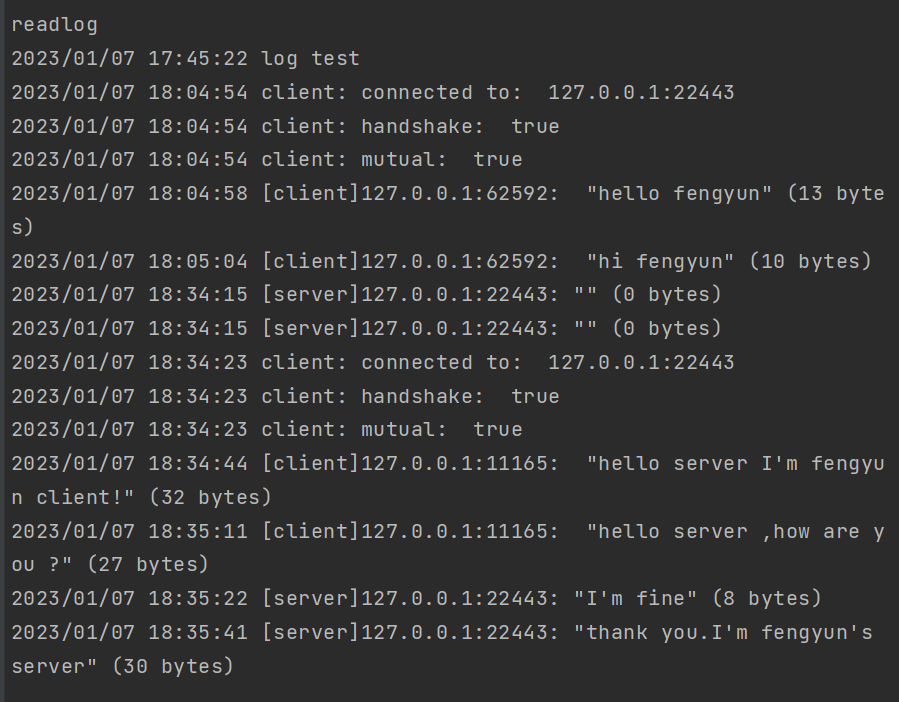 readlog
2023/01/07 17:45:22 log test
2023/01/07 18:04:54 client: connected to:  127.0.0.1:22443
2023/01/07 18:04:54 client: handshake:  true
2023/01/07 18:04:54 client: mutual:  true
2023/01/07 18:04:58 [client]127.0.0.1:62592:  "hello fengyun" (13 byte
s)
2023/01/07 18:05:04 [client]127.0.0.1:62592:  "hi fengyun" (10 bytes)
2023/01/07 18:34:15 [server]127.0.0.1:22443: "" (0 bytes)
2023/01/07 18:34:15 [server]127.0.0.1:22443: "" (0 bytes)
2023/01/07 18:34:23 client: connected to:  127.0.0.1:22443
2023/01/07 18:34:23 client: handshake:  true
2023/01/07 18:34:23 client: mutual:  true
2023/01/07 18:34:44 [client]127.0.0.1:11165:  "hello server I'm fengyu
n client!" (32 bytes)
2023/01/07 18:35:11 [client]127.0.0.1:11165:  "hello server ,how are y
ou ?" (27 bytes)
2023/01/07 18:35:22 [server]127.0.0.1:22443: "I'm fine" (8 bytes)
2023/01/07 18:35:41 [server]127.0.0.1:22443: "thank you.I'm fengyun's
server" (30 bytes)